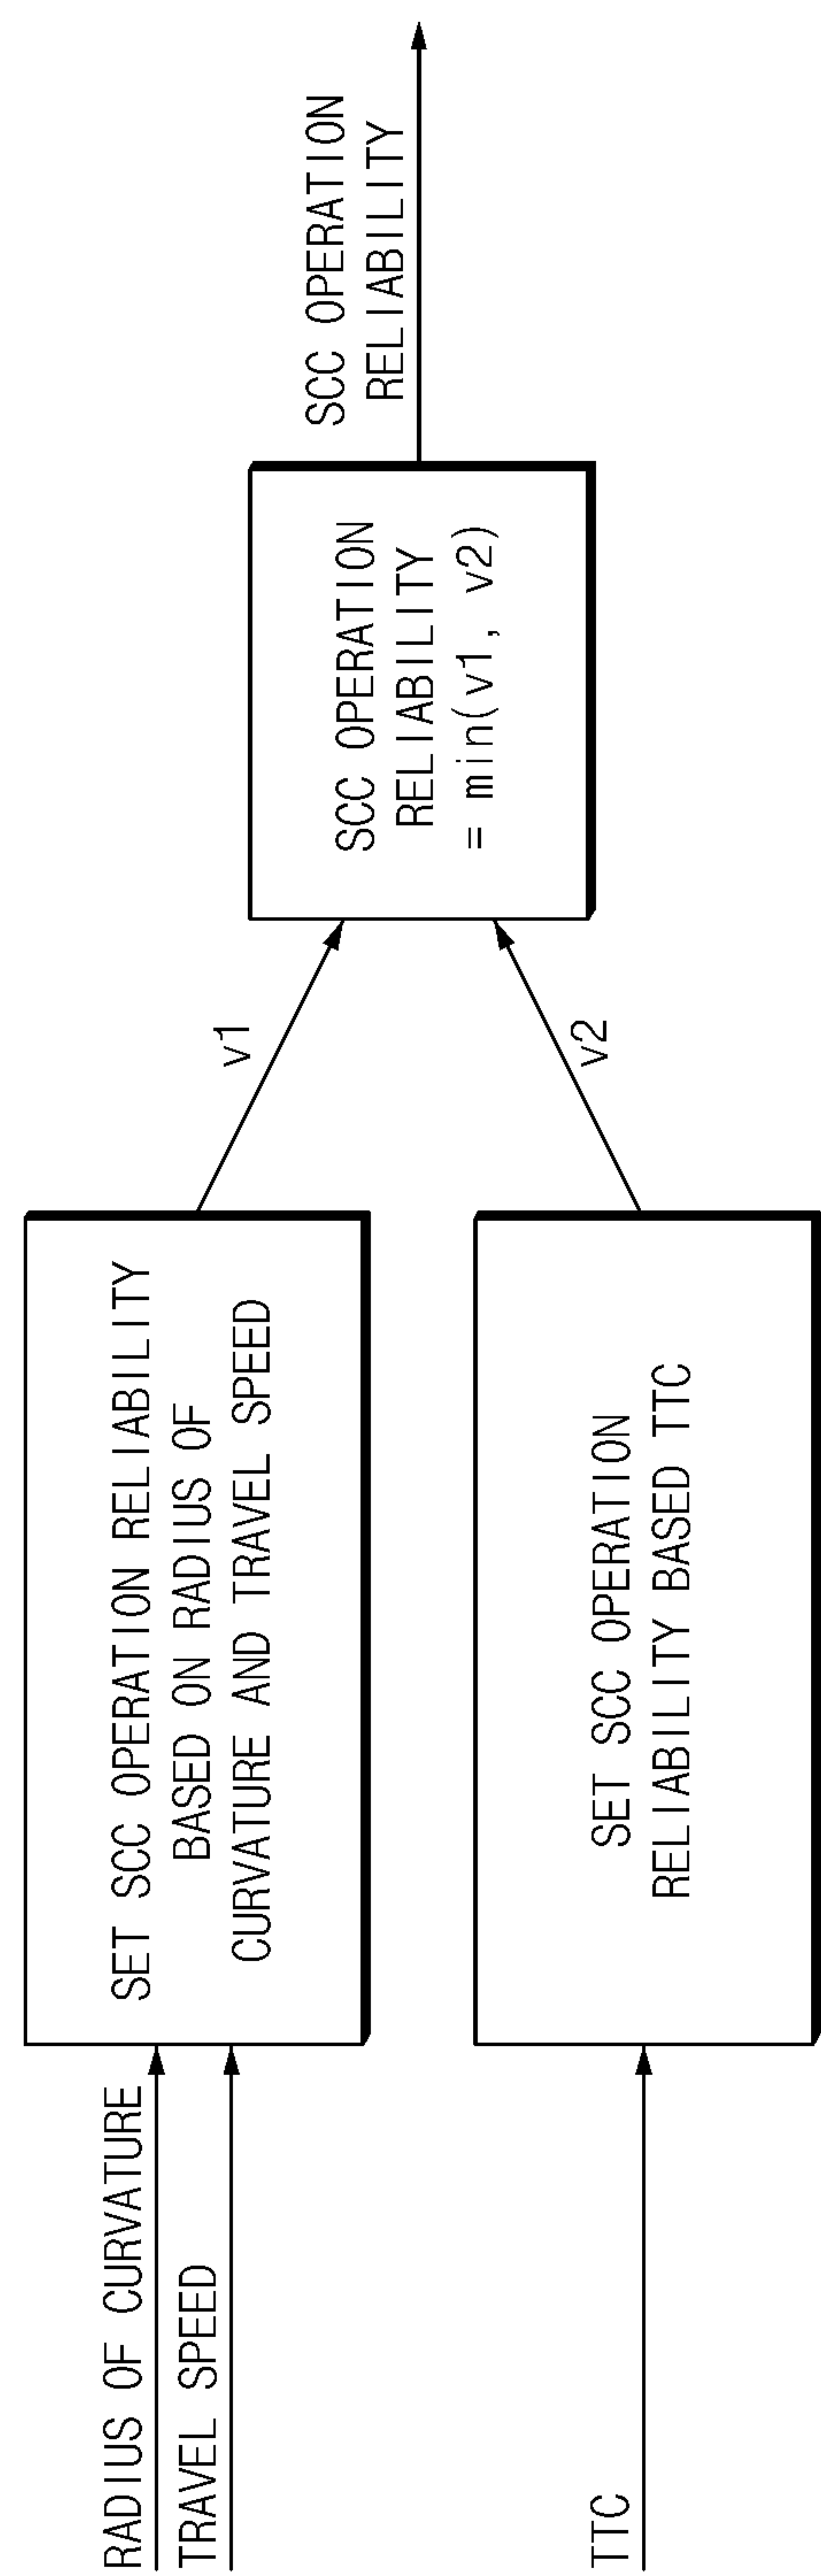 RADIUS OF CURVATURE
TRAVEL SPEED
SET SCC OPERATION RELIABILITY
BASED ON RADIUS OF
CURVATURE AND TRAVEL SPEED
v1
TTC
SET SCC OPERATION
RELIABILITY BASED TTC
v2
SCC OPERATION
RELIABILITY
= min(v1, v2)
SCC OPERATION
RELIABILITY